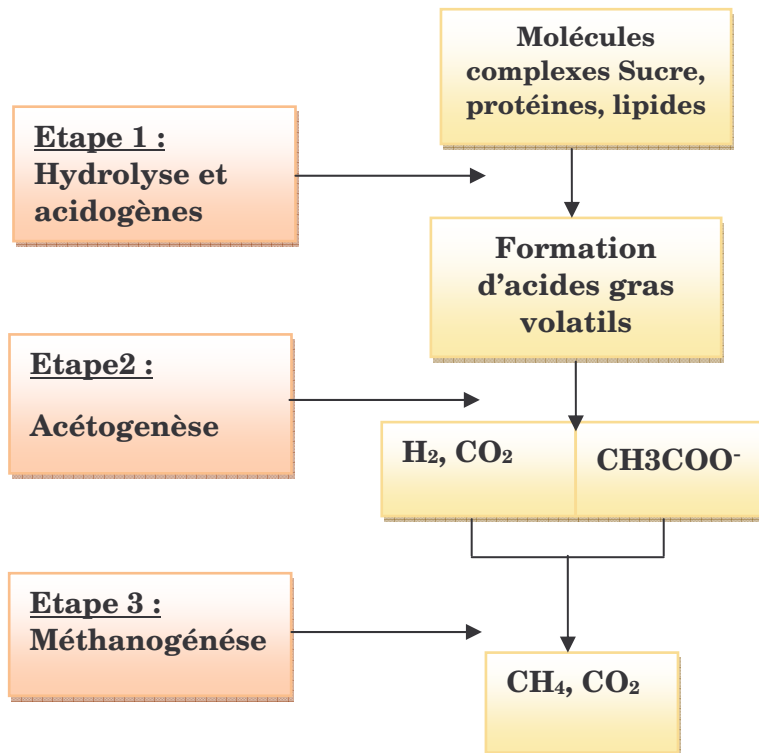 Molécules
complexes Sucre,
protéines, lipides
Etape 1 :
Hydrolyse et
acidogènes
Formation
d'acides gras
volatils
Etape2 :
Acétogenèse
H₂, CO₂
CH3COO⁻
Etape 3 :
Méthanogénése
CH₄, CO₂